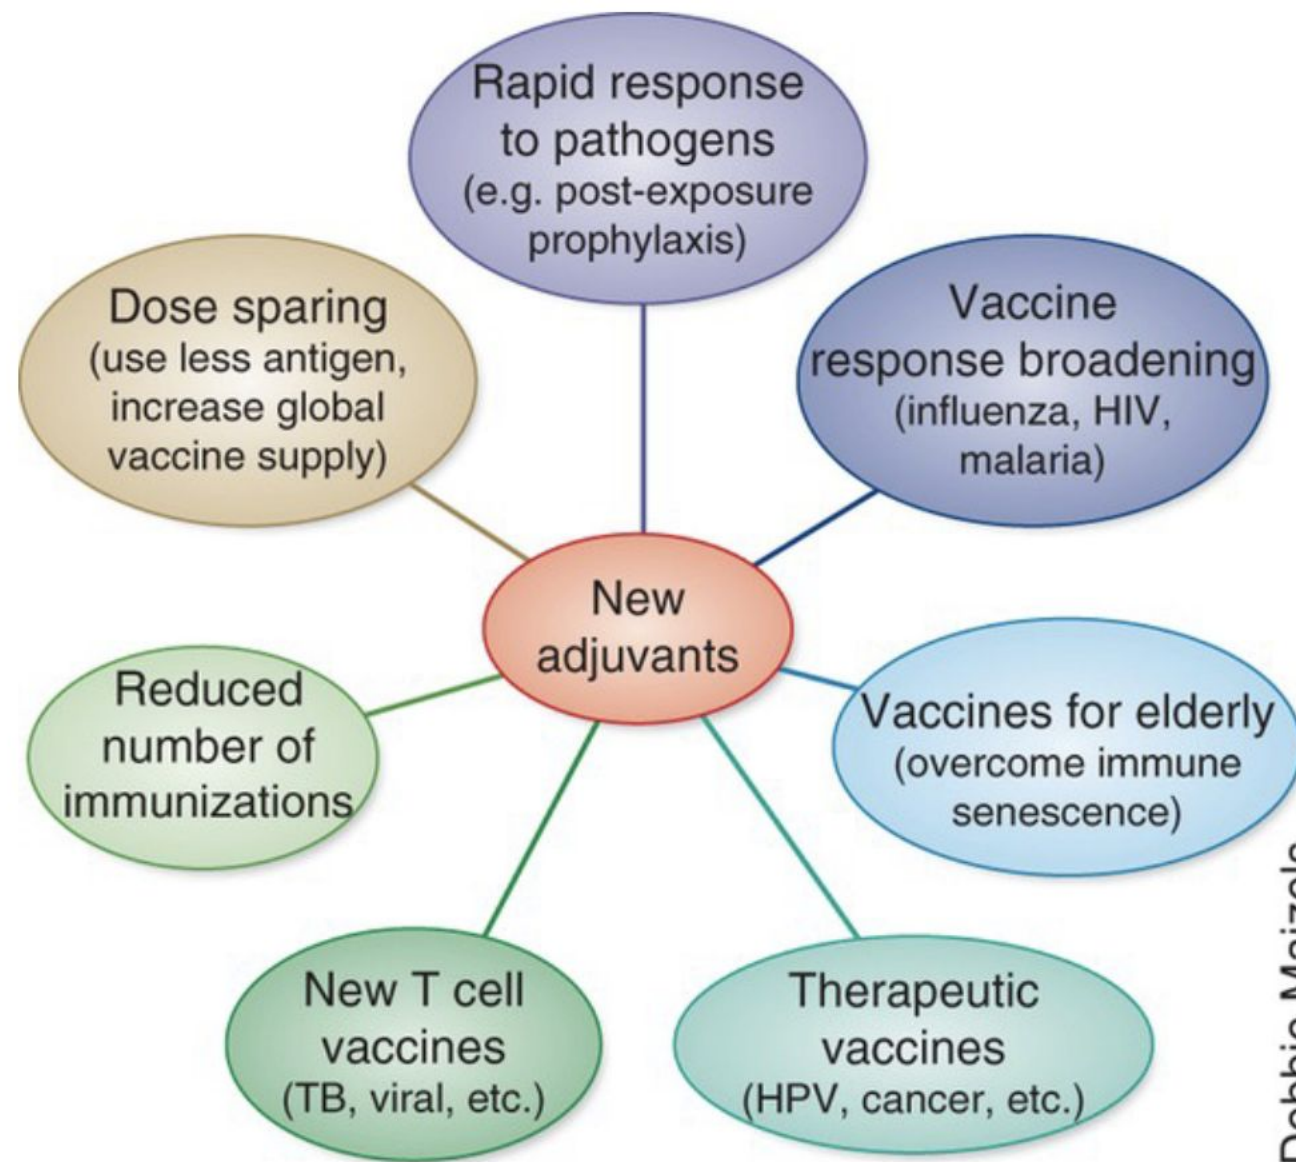 Rapid response
to pathogens
(e.g. post-exposure
prophylaxis)
Dose sparing
(use less antigen,
increase global
vaccine supply)
Vaccine
response broadening
(influenza, HIV,
malaria)
New
adjuvants
Reduced
number of
immunizations
Vaccines for elderly
(overcome immune
senescence)
New T cell
vaccines
(TB, viral, etc.)
Therapeutic
vaccines
(HPV, cancer, etc.)
Debbie Maizels